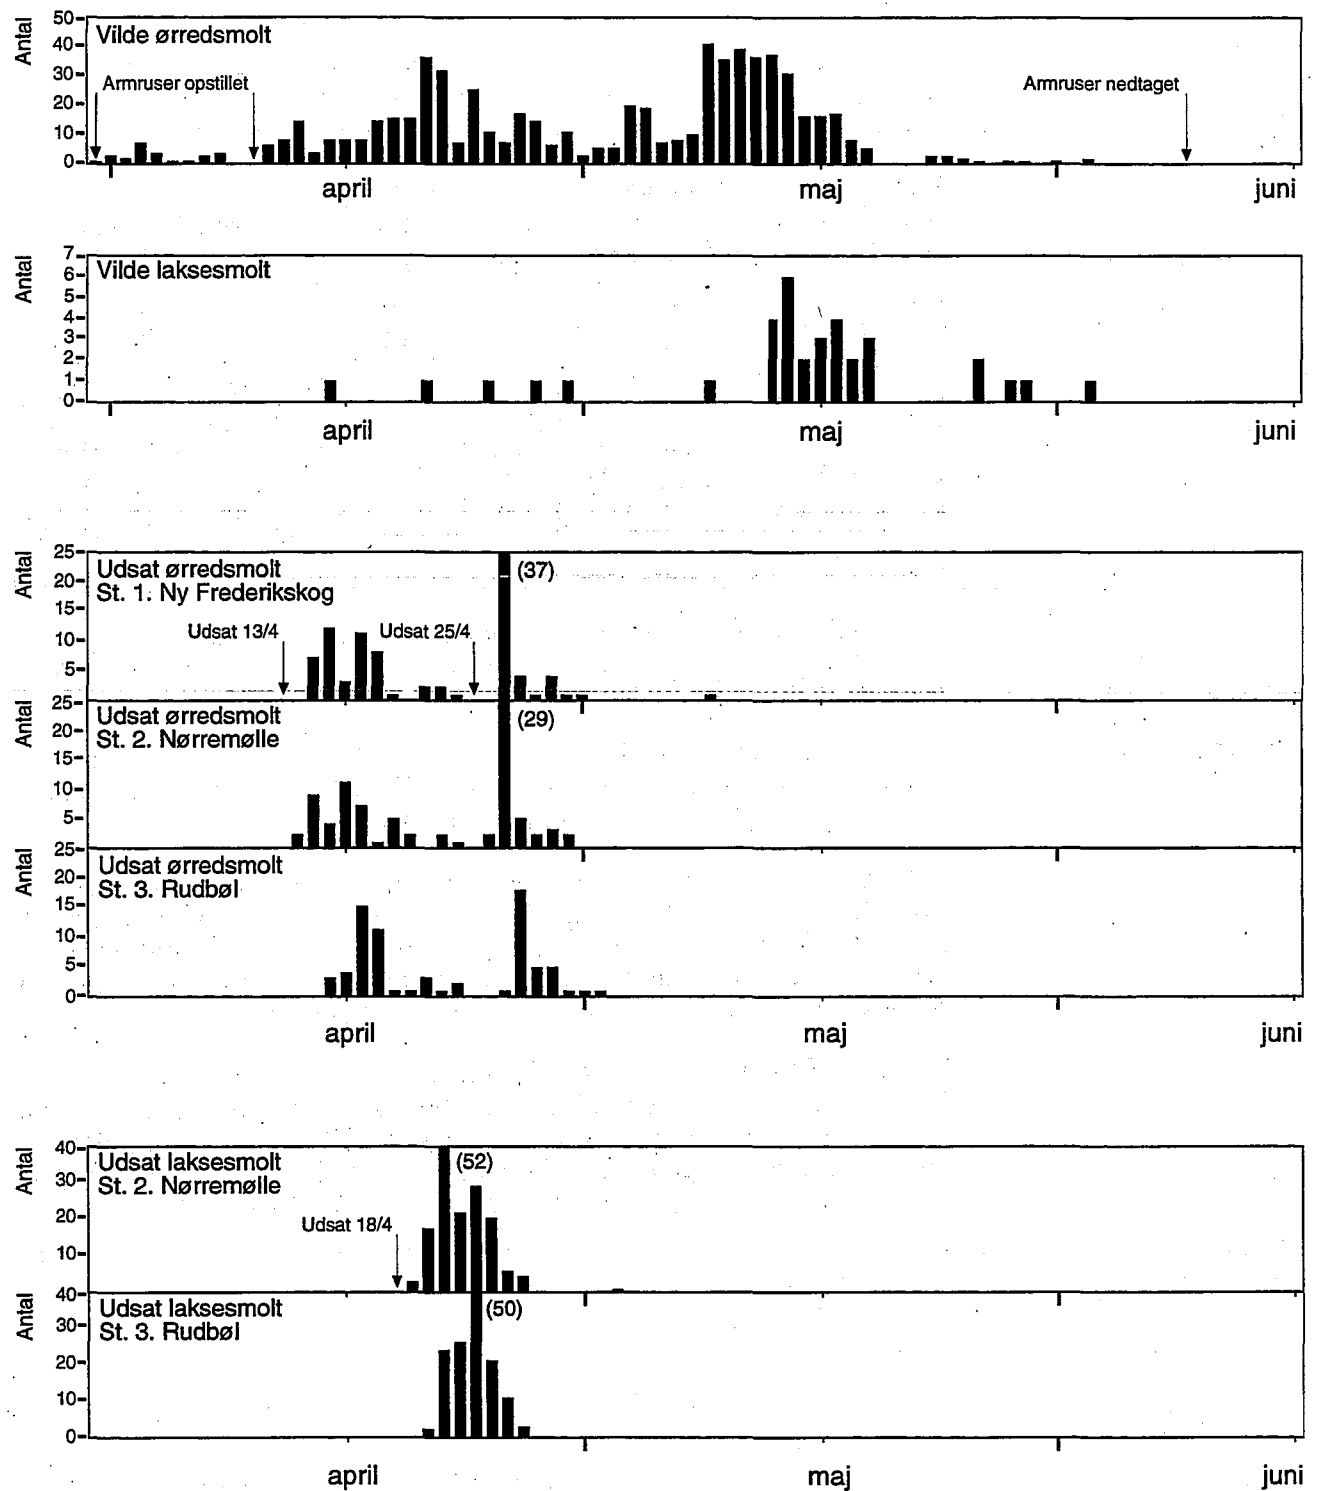 Antal
50
40
30
20
10
0
Vilde ørredsmolt
Armruser opstillet
Armruser nedtaget
april maj juni
Antal
7
6
5
4
3
2
1
0
Vilde laksesmolt
april maj juni
Antal
25
20
15
10
5
Udsat ørredsmolt
St. 1. Ny Frederikskog
(37)
Udsat 13/4
Udsat 25/4
Antal
25
20
15
10
5
Udsat ørredsmolt
St. 2. Nørremølle
(29)
Antal
25
20
15
10
5
0
Udsat ørredsmolt
St. 3. Rudbøl
april maj juni
Antal
40
30
20
10
Udsat laksesmolt
St. 2. Nørremølle
(52)
Udsat 18/4
Antal
40
30
20
10
0
Udsat laksesmolt
St. 3. Rudbøl
(50)
april maj juni